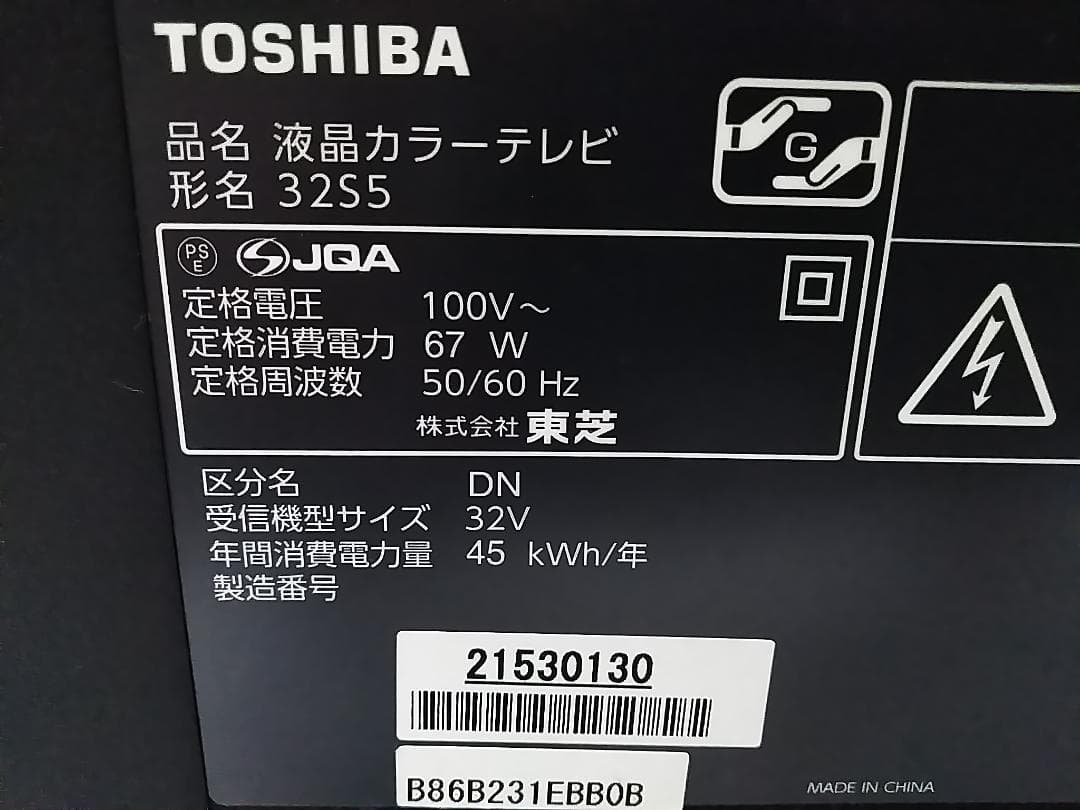 TOSHIBA
品名 液晶カラーテレビ
形名 32S5
G
PS
E
JQA
定格電圧 100V～
定格消費電力 67 W
定格周波数 50/60 Hz
株式会社 東芝
区分名 DN
受信機型サイズ 32V
年間消費電力量 45 kWh/年
製造番号
21530130
B86B231EBB0B
MADE IN CHINA